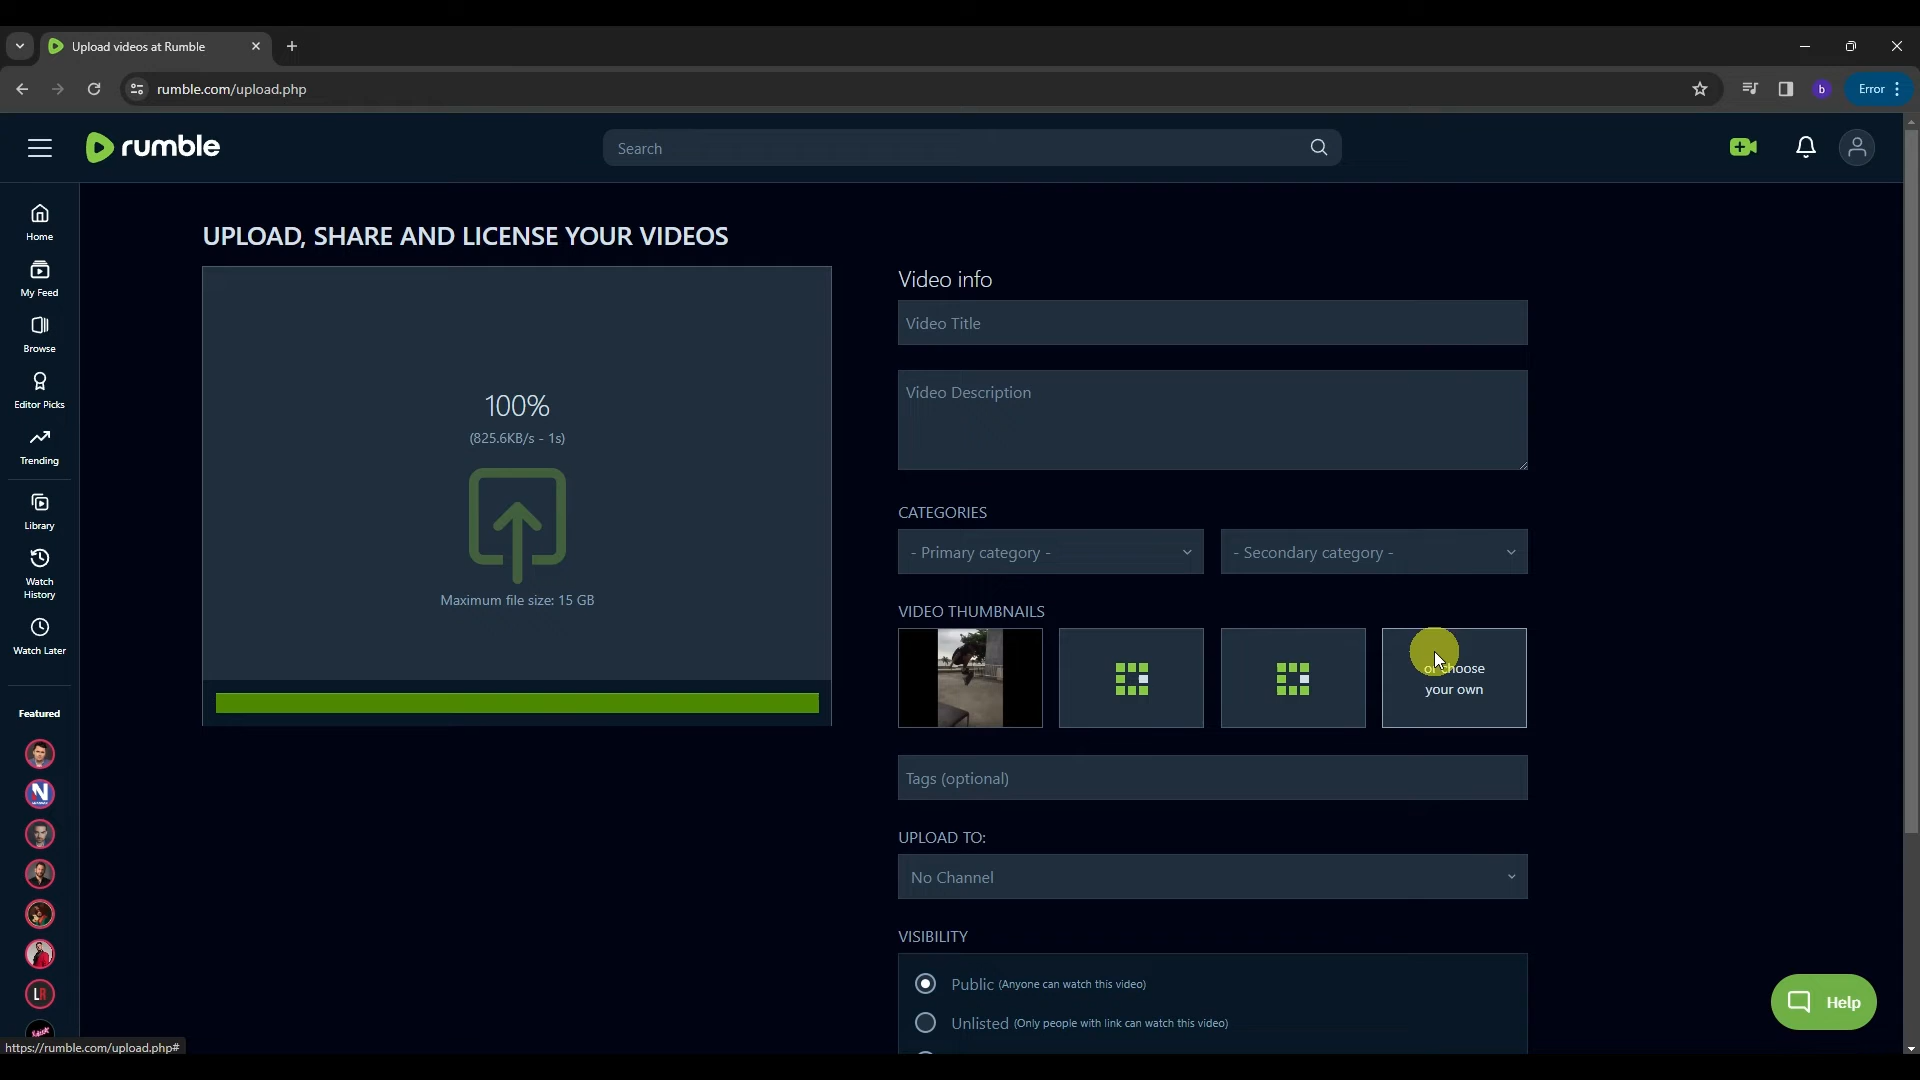 Upload videos at Rumble
rumble.com/upload.php
b
Error
rumble
Search
Home
My Feed
Browse
Editor Picks
Trending
Library
Watch
History
Watch Later
Featured
N
LR
UPLOAD, SHARE AND LICENSE YOUR VIDEOS
100%
(825.6KB/s - 1s)
Maximum file size: 15 GB
Video info
Video Title
Video Description
CATEGORIES
- Primary category -
- Secondary category -
VIDEO THUMBNAILS
or choose
your own
Tags (optional)
UPLOAD TO:
No Channel
VISIBILITY
Public (Anyone can watch this video)
Unlisted (Only people with link can watch this video)
Help
https://rumble.com/upload.php#